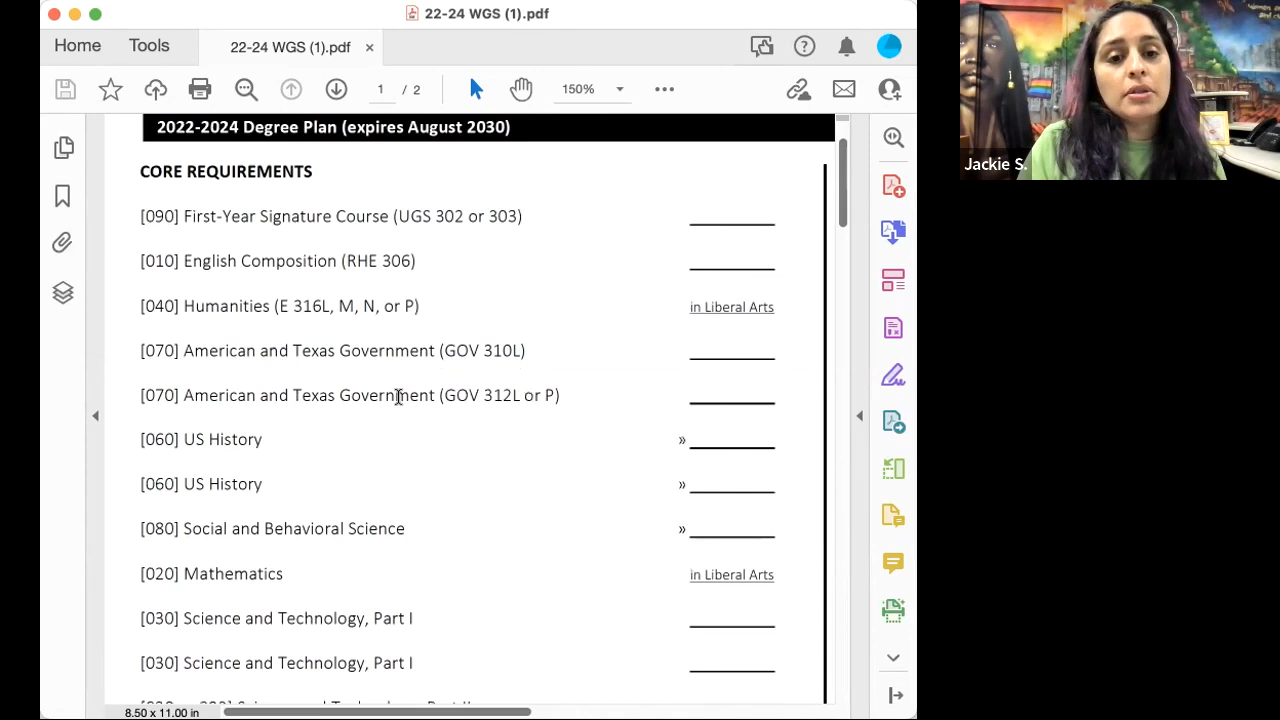 22-24 WGS (1).pdf
Home
Tools
22-24 WGS (1).pdf ×
1 / 2
150%
2022-2024 Degree Plan (expires August 2030)
CORE REQUIREMENTS
[090] First-Year Signature Course (UGS 302 or 303)
[010] English Composition (RHE 306)
[040] Humanities (E 316L, M, N, or P) in Liberal Arts
[070] American and Texas Government (GOV 310L)
[070] American and Texas Government (GOV 312L or P)
[060] US History »
[060] US History »
[080] Social and Behavioral Science »
[020] Mathematics in Liberal Arts
[030] Science and Technology, Part I
[030] Science and Technology, Part I
8.50 x 11.00 in
Jackie S.